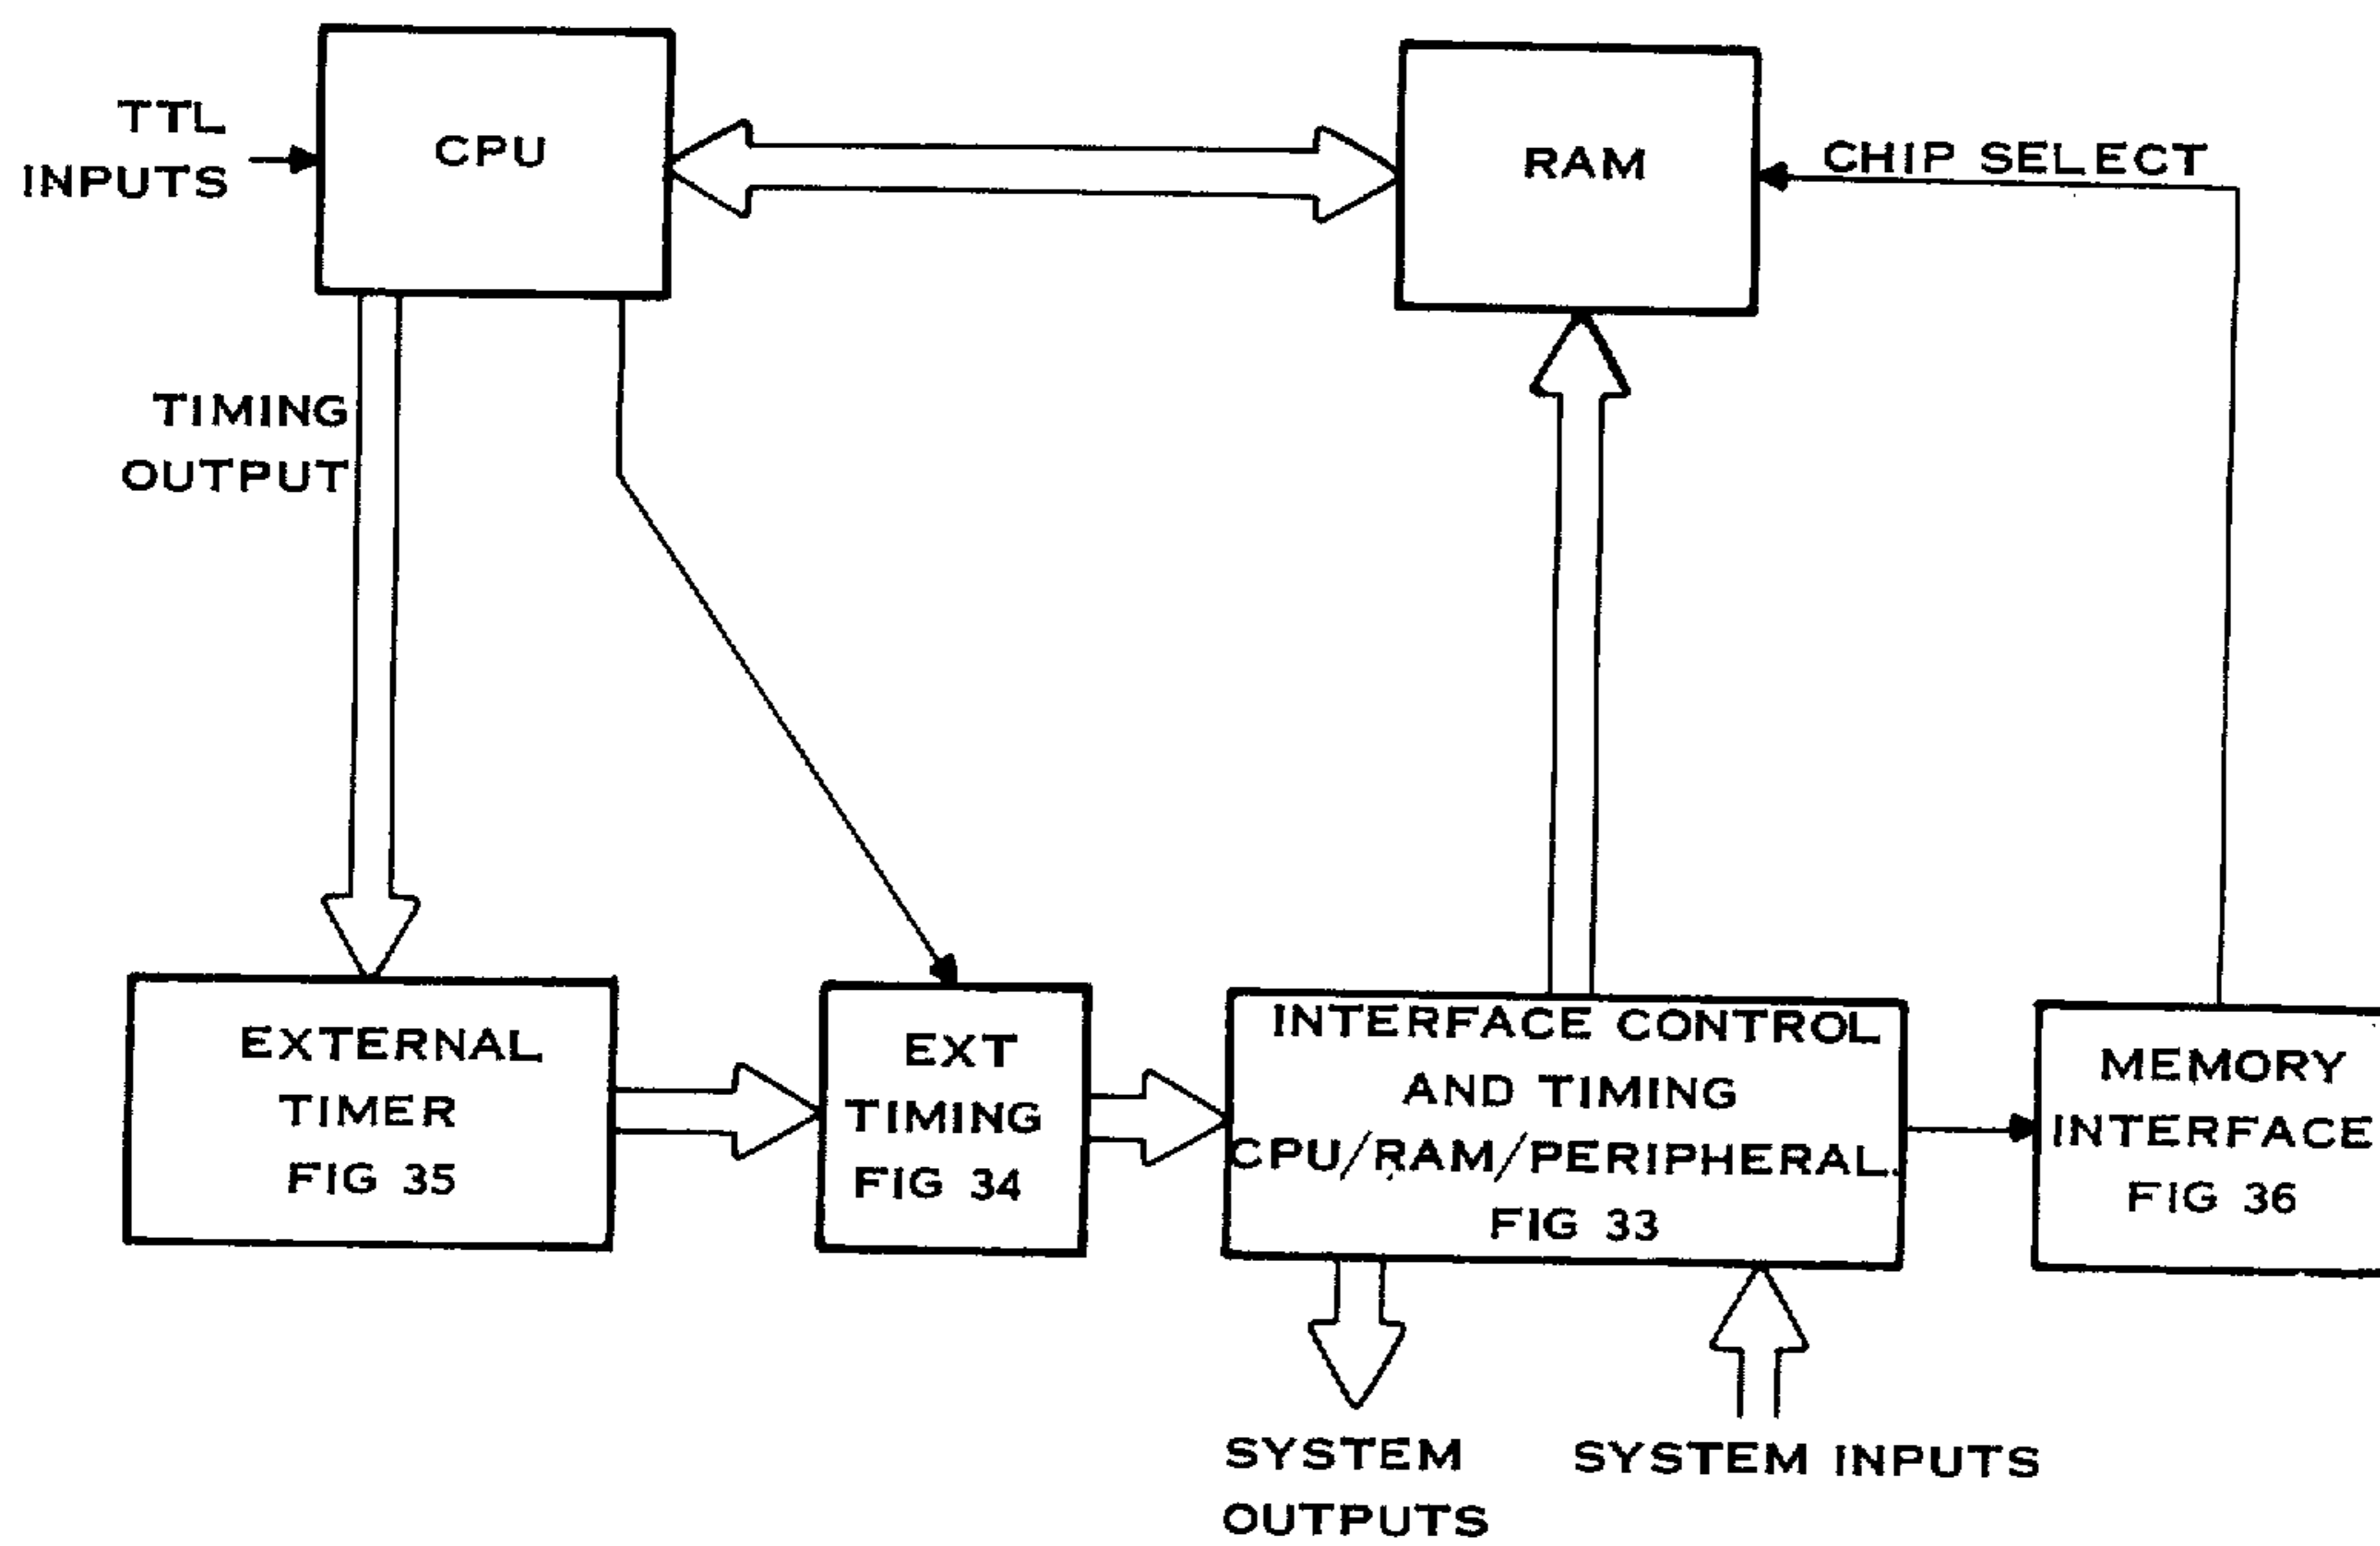 TTL
INPUTS
CPU
RAM
CHIP SELECT
TIMING
OUTPUT
EXTERNAL
TIMER
FIG 35
EXT
TIMING
FIG 34
INTERFACE CONTROL
AND TIMING
CPU/RAM/PERIPHERAL
FIG 33
MEMORY
INTERFACE
FIG 36
SYSTEM
OUTPUTS
SYSTEM INPUTS